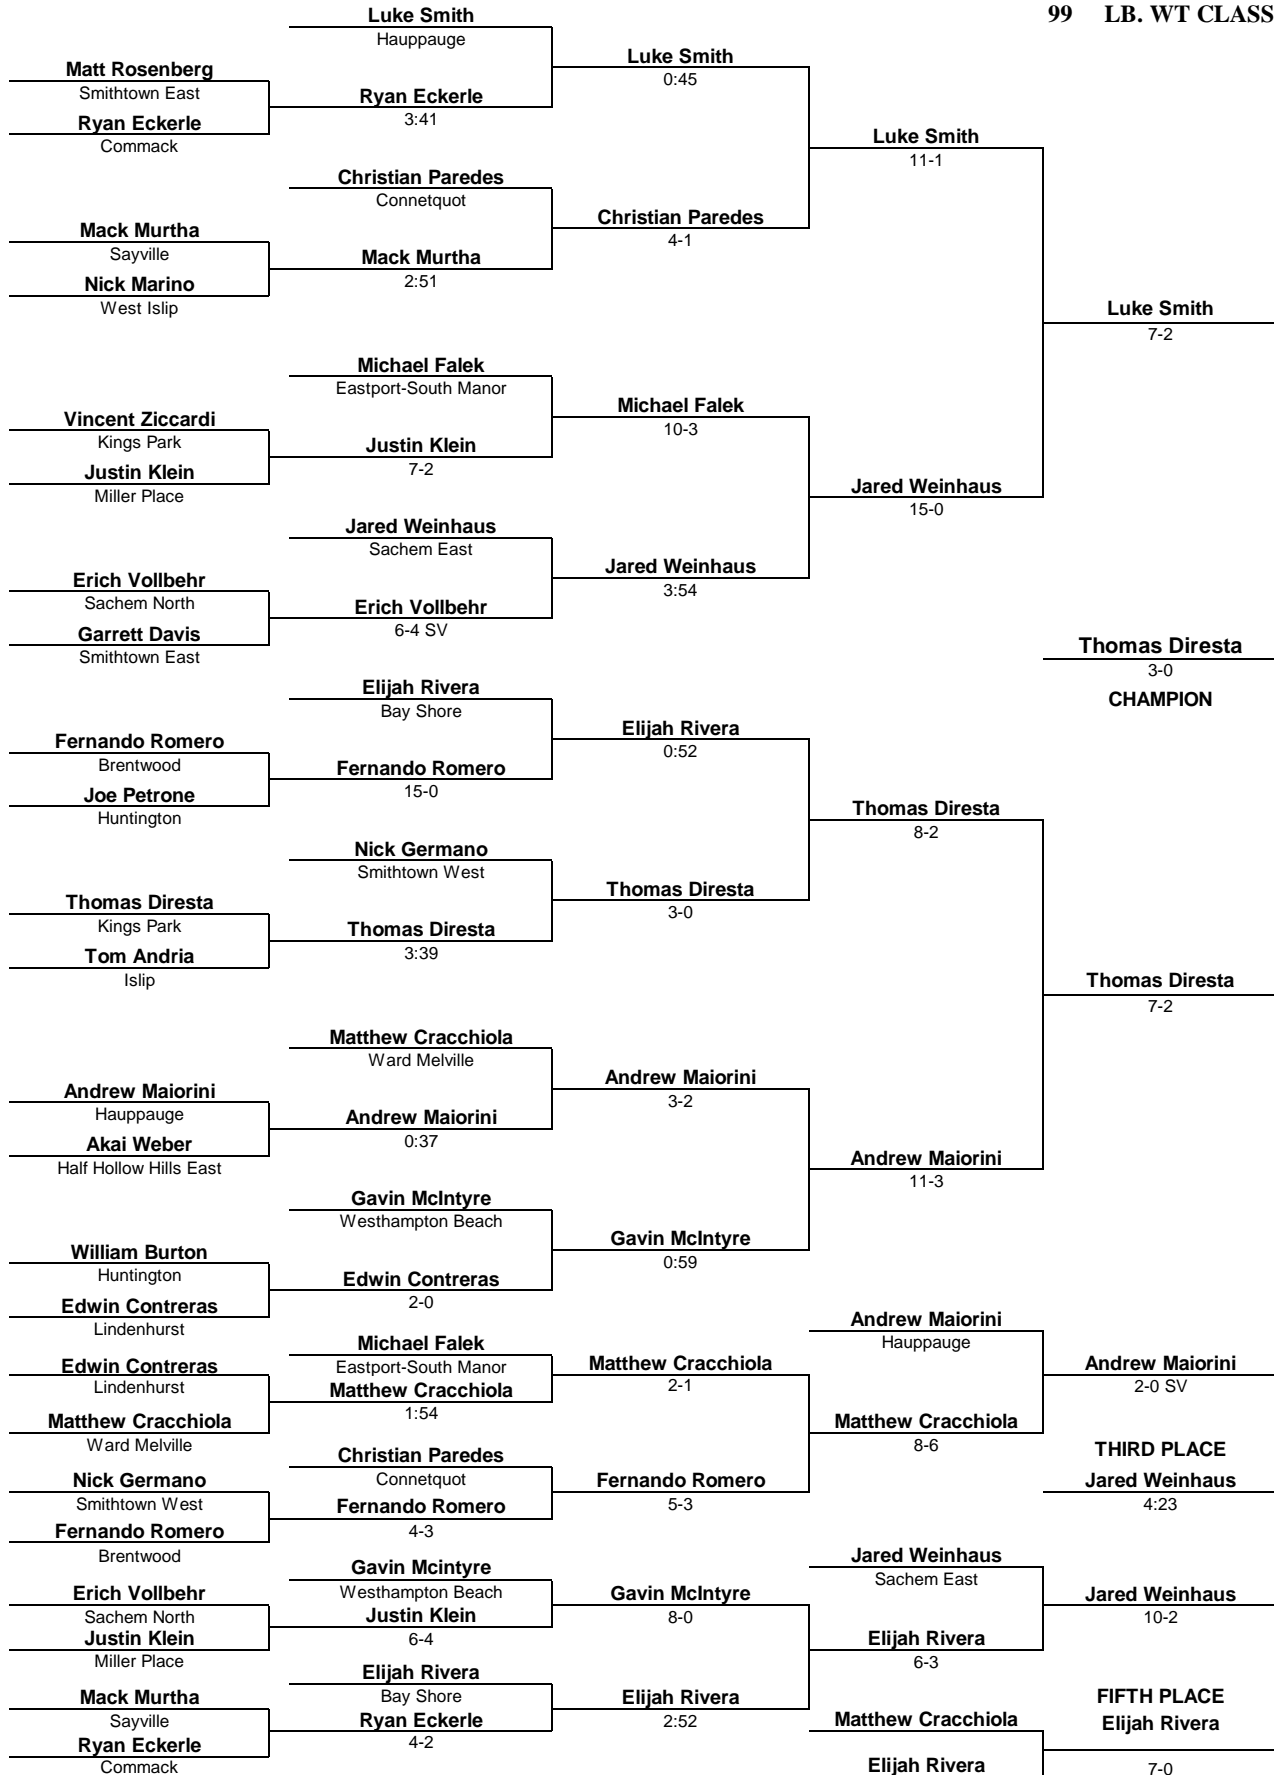 99 LB. WT CLASS
Luke Smith
Hauppauge
Luke Smith
0:45
Matt Rosenberg
Smithtown East
Ryan Eckerle
3:41
Ryan Eckerle
Commack
Luke Smith
11-1
Christian Paredes
Connetquot
Christian Paredes
4-1
Mack Murtha
Sayville
Mack Murtha
2:51
Nick Marino
West Islip
Luke Smith
7-2
Michael Falek
Eastport-South Manor
Michael Falek
10-3
Vincent Ziccardi
Kings Park
Justin Klein
7-2
Justin Klein
Miller Place
Jared Weinhaus
15-0
Jared Weinhaus
Sachem East
Jared Weinhaus
3:54
Erich Vollbehr
Sachem North
Erich Vollbehr
6-4 SV
Garrett Davis
Smithtown East
Thomas Diresta
3-0
CHAMPION
Elijah Rivera
Bay Shore
Elijah Rivera
0:52
Fernando Romero
Brentwood
Fernando Romero
15-0
Joe Petrone
Huntington
Thomas Diresta
8-2
Nick Germano
Smithtown West
Thomas Diresta
3-0
Thomas Diresta
Kings Park
Thomas Diresta
3:39
Tom Andria
Islip
Thomas Diresta
7-2
Matthew Cracchiola
Ward Melville
Andrew Maiorini
3-2
Andrew Maiorini
Hauppauge
Andrew Maiorini
0:37
Akai Weber
Half Hollow Hills East
Andrew Maiorini
11-3
Gavin McIntyre
Westhampton Beach
Gavin McIntyre
0:59
William Burton
Huntington
Edwin Contreras
2-0
Edwin Contreras
Lindenhurst
Andrew Maiorini
Hauppauge
Michael Falek
Eastport-South Manor
Matthew Cracchiola
2-1
Andrew Maiorini
2-0 SV
Edwin Contreras
Lindenhurst
Matthew Cracchiola
1:54
Matthew Cracchiola
Ward Melville
Matthew Cracchiola
8-6
THIRD PLACE
Christian Paredes
Connetquot
Fernando Romero
5-3
Jared Weinhaus
4:23
Nick Germano
Smithtown West
Fernando Romero
4-3
Fernando Romero
Brentwood
Jared Weinhaus
Sachem East
Gavin Mcintyre
Westhampton Beach
Gavin McIntyre
8-0
Jared Weinhaus
10-2
Erich Vollbehr
Sachem North
Justin Klein
6-4
Justin Klein
Miller Place
Elijah Rivera
6-3
Elijah Rivera
Bay Shore
Elijah Rivera
2:52
FIFTH PLACE
Elijah Rivera
Mack Murtha
Sayville
Ryan Eckerle
4-2
Matthew Cracchiola
Ryan Eckerle
Commack
Elijah Rivera
7-0